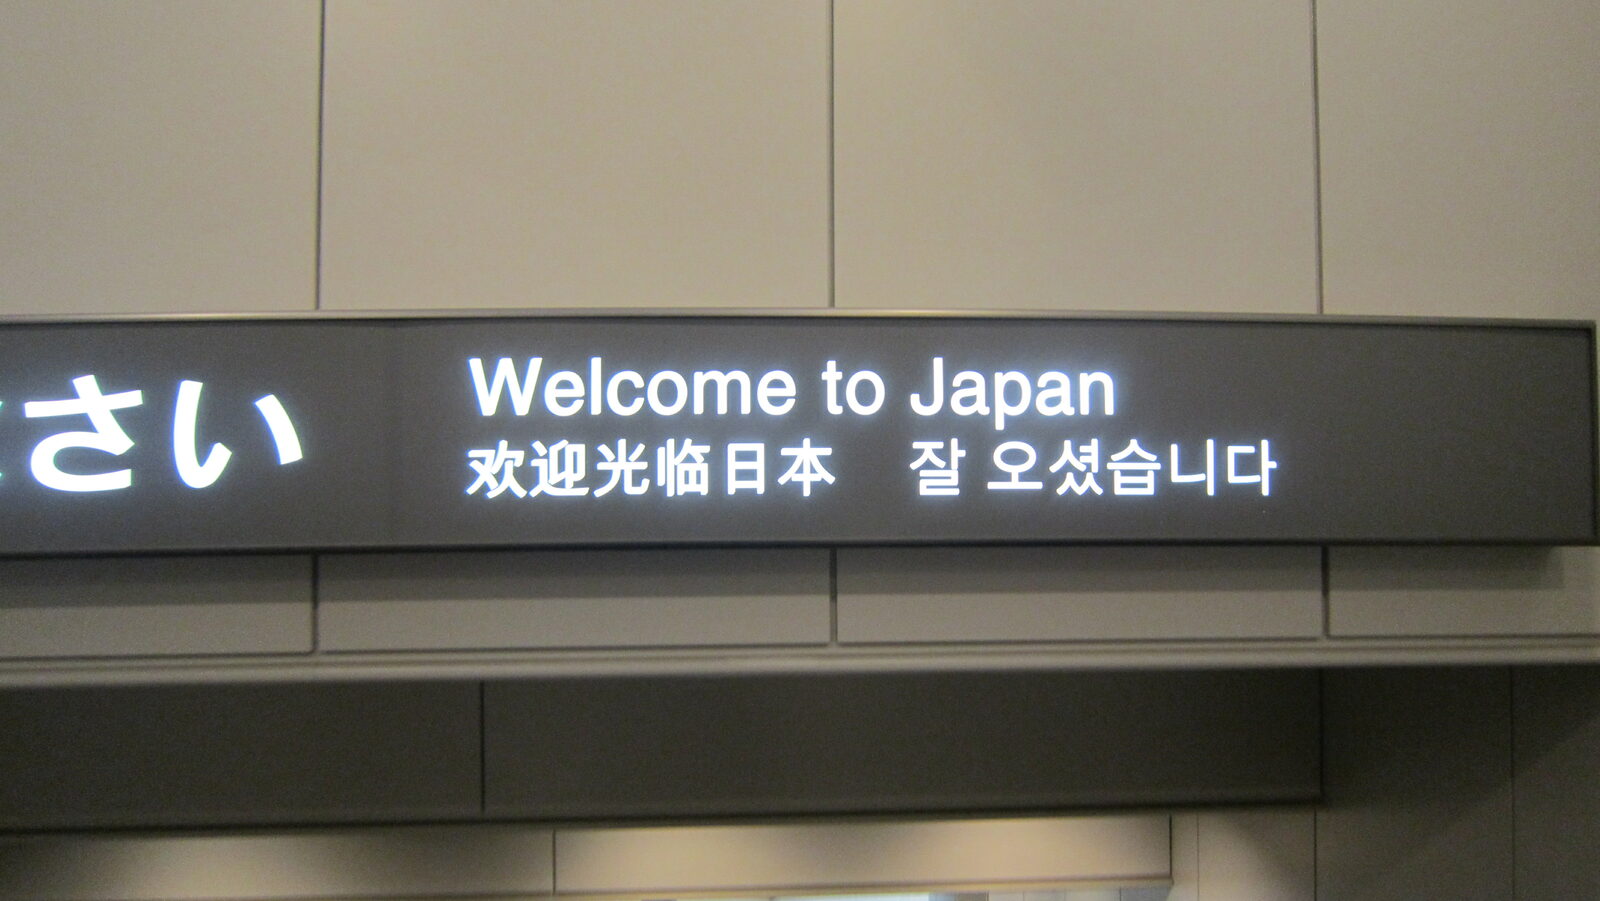 さい
Welcome to Japan
欢迎光临日本 잘 오셨습니다